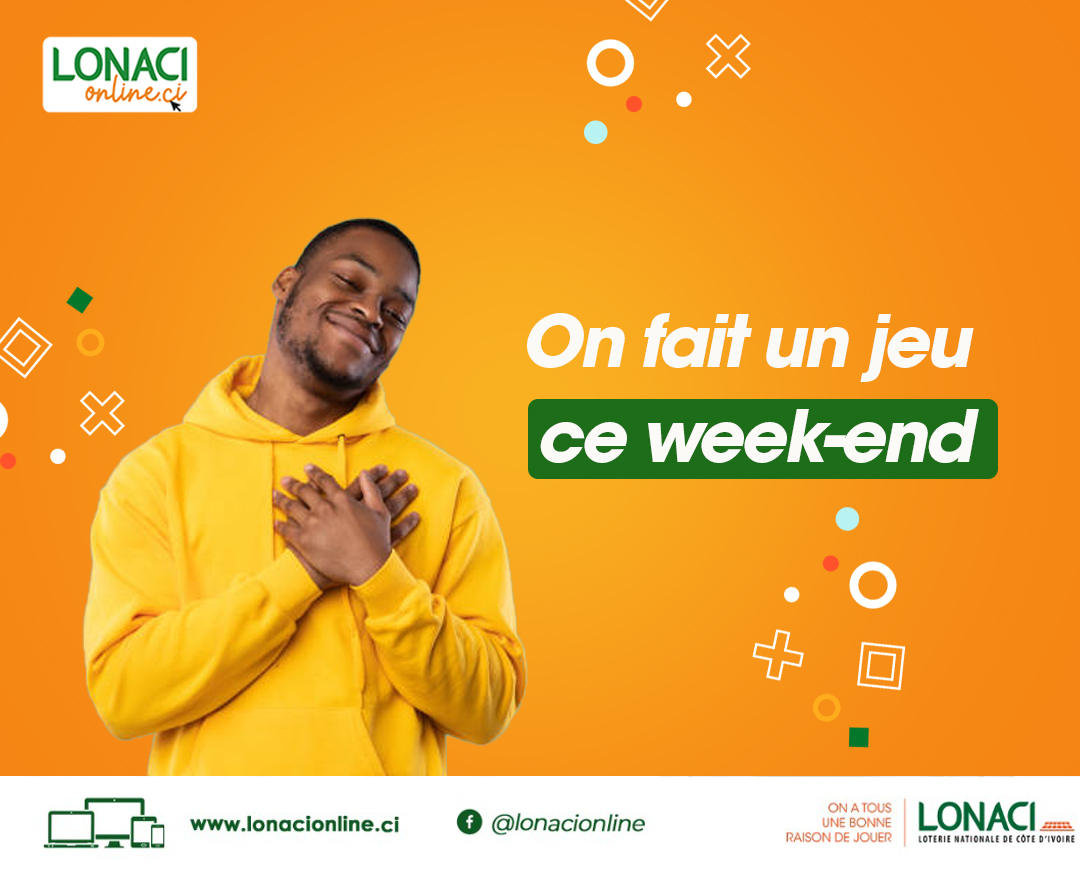 LONACI
online.ci
On fait un jeu
ce week-end
www.lonacionline.ci
@lonacionline
ON A TOUS
UNE BONNE
RAISON DE JOUER
LONACI
LOTERIE NATIONALE DE CÔTE D'IVOIRE